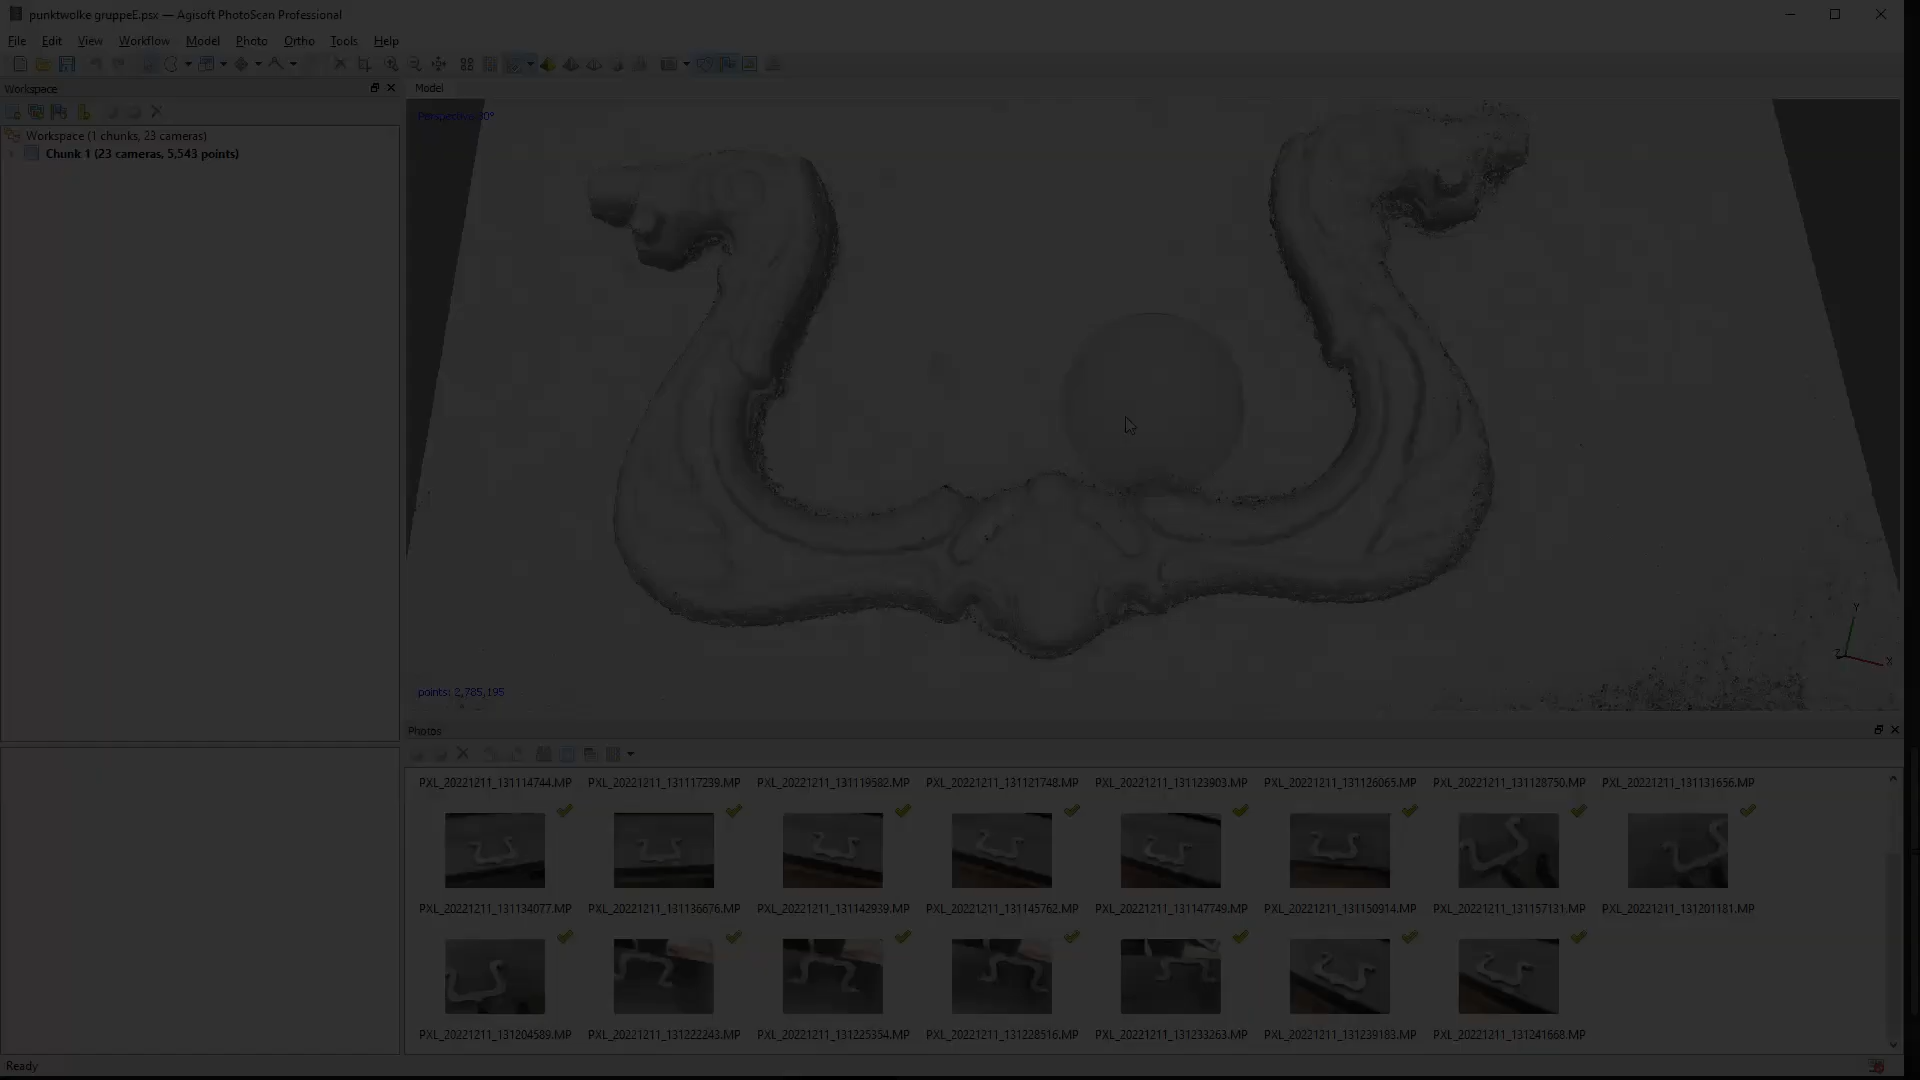 punktwolke gruppeE.psx — Agisoft PhotoScan Professional
File Edit View Workflow Model Photo Ortho Tools Help
Workspace
Model
Workspace (1 chunks, 23 cameras)
Chunk 1 (23 cameras, 5,543 points)
Perspective 30°
Y
Z
X
points: 2,785,195
Photos
PXL_20221211_131114744.MP PXL_20221211_131117239.MP PXL_20221211_131119582.MP PXL_20221211_131121748.MP PXL_20221211_131123903.MP PXL_20221211_131126065.MP PXL_20221211_131128750.MP PXL_20221211_131131656.MP
PXL_20221211_131134077.MP PXL_20221211_131136676.MP PXL_20221211_131142939.MP PXL_20221211_131145762.MP PXL_20221211_131147749.MP PXL_20221211_131150914.MP PXL_20221211_131157131.MP PXL_20221211_131201181.MP
PXL_20221211_131204589.MP PXL_20221211_131222243.MP PXL_20221211_131225354.MP PXL_20221211_131228516.MP PXL_20221211_131233263.MP PXL_20221211_131239183.MP PXL_20221211_131241668.MP
Ready